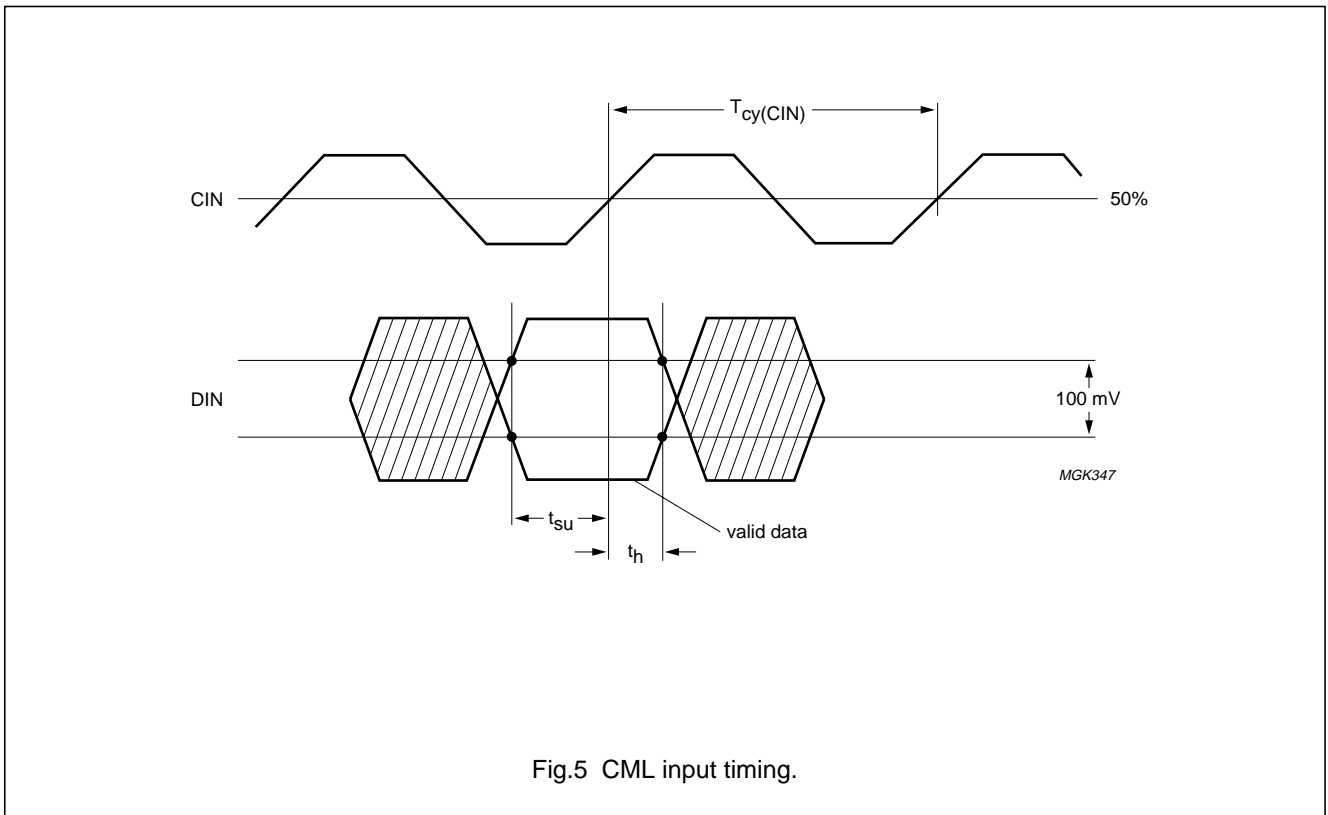 Tcy(CIN)
CIN
50%
DIN
100 mV
MGK347
tsu
valid data
th
Fig.5 CML input timing.